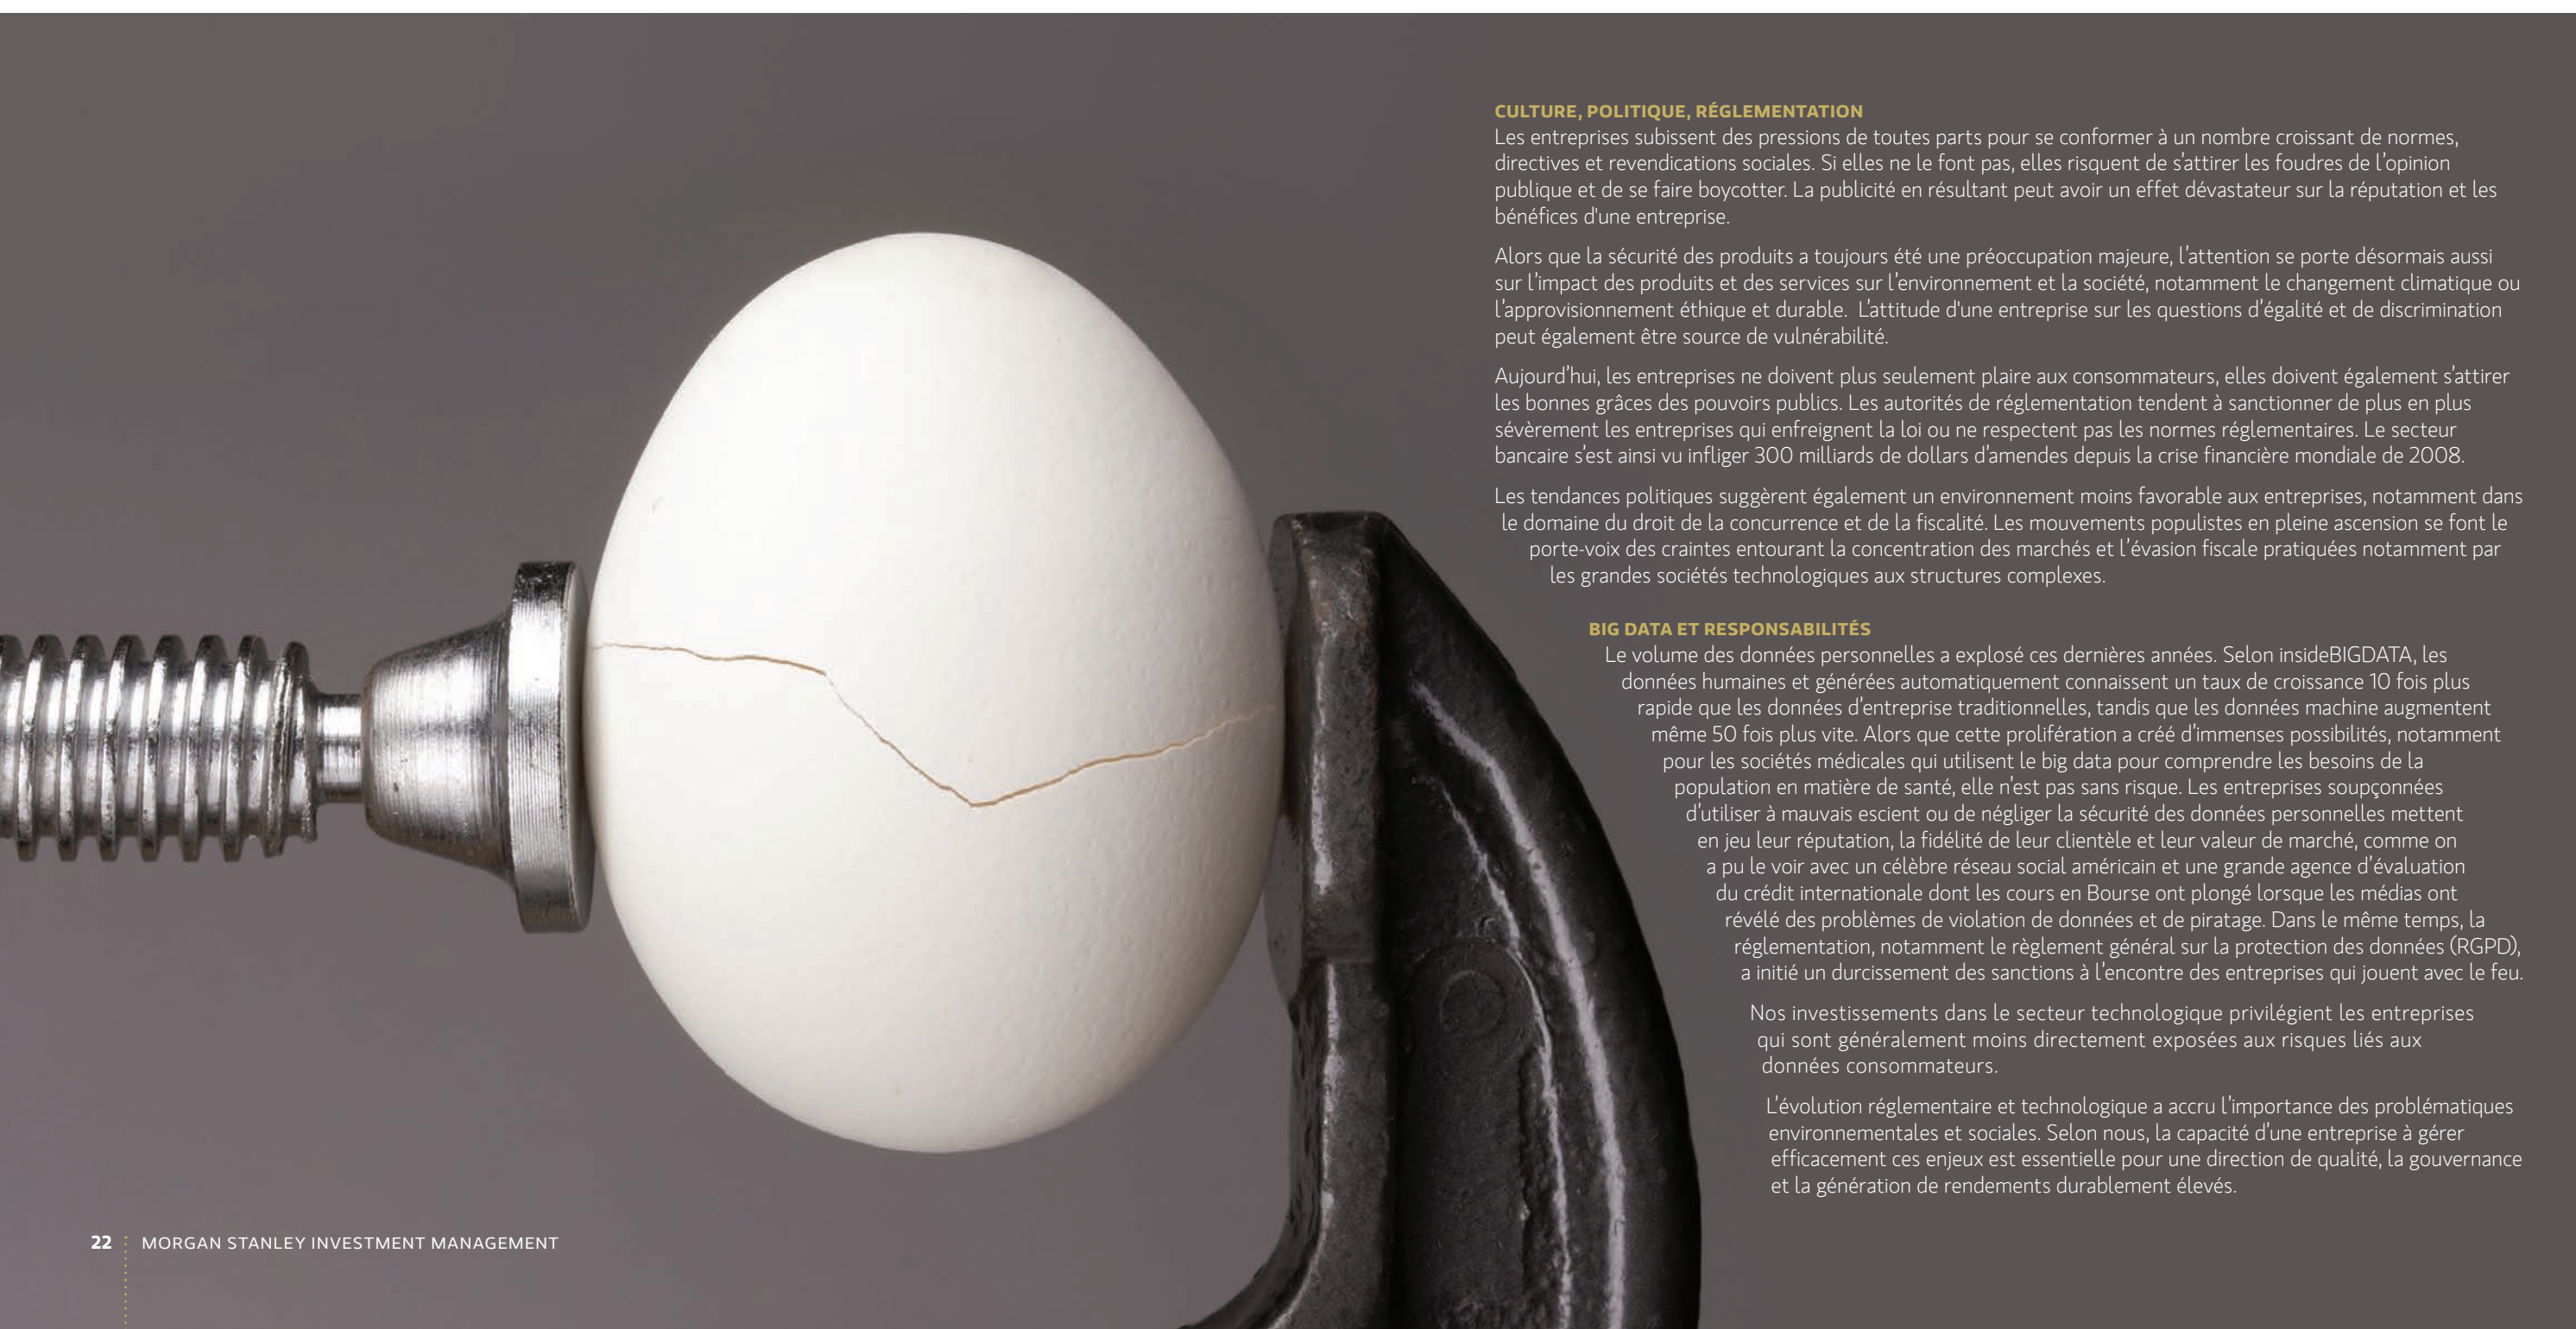 CULTURE, POLITIQUE, RÉGLEMENTATION
Les entreprises subissent des pressions de toutes parts pour se conformer à un nombre croissant de normes,
directives et revendications sociales. Si elles ne le font pas, elles risquent de s’attirer les foudres de l’opinion
publique et de se faire boycotter. La publicité en résultant peut avoir un effet dévastateur sur la réputation et les
bénéfices d'une entreprise.
Alors que la sécurité des produits a toujours été une préoccupation majeure, l’attention se porte désormais aussi
sur l’impact des produits et des services sur l’environnement et la société, notamment le changement climatique ou
l’approvisionnement éthique et durable. L’attitude d'une entreprise sur les questions d’égalité et de discrimination
peut également être source de vulnérabilité.
Aujourd’hui, les entreprises ne doivent plus seulement plaire aux consommateurs, elles doivent également s’attirer
les bonnes grâces des pouvoirs publics. Les autorités de réglementation tendent à sanctionner de plus en plus
sévèrement les entreprises qui enfreignent la loi ou ne respectent pas les normes réglementaires. Le secteur
bancaire s’est ainsi vu infliger 300 milliards de dollars d’amendes depuis la crise financière mondiale de 2008.
Les tendances politiques suggèrent également un environnement moins favorable aux entreprises, notamment dans
le domaine du droit de la concurrence et de la fiscalité. Les mouvements populistes en pleine ascension se font le
porte-voix des craintes entourant la concentration des marchés et l’évasion fiscale pratiquées notamment par
les grandes sociétés technologiques aux structures complexes.
BIG DATA ET RESPONSABILITÉS
Le volume des données personnelles a explosé ces dernières années. Selon insideBIGDATA, les
données humaines et générées automatiquement connaissent un taux de croissance 10 fois plus
rapide que les données d’entreprise traditionnelles, tandis que les données machine augmentent
même 50 fois plus vite. Alors que cette prolifération a créé d’immenses possibilités, notamment
pour les sociétés médicales qui utilisent le big data pour comprendre les besoins de la
population en matière de santé, elle n’est pas sans risque. Les entreprises soupçonnées
d’utiliser à mauvais escient ou de négliger la sécurité des données personnelles mettent
en jeu leur réputation, la fidélité de leur clientèle et leur valeur de marché, comme on
a pu le voir avec un célèbre réseau social américain et une grande agence d’évaluation
du crédit internationale dont les cours en Bourse ont plongé lorsque les médias ont
révélé des problèmes de violation de données et de piratage. Dans le même temps, la
réglementation, notamment le règlement général sur la protection des données (RGPD),
a initié un durcissement des sanctions à l’encontre des entreprises qui jouent avec le feu.
Nos investissements dans le secteur technologique privilégient les entreprises
qui sont généralement moins directement exposées aux risques liés aux
données consommateurs.
L’évolution réglementaire et technologique a accru l’importance des problématiques
environnementales et sociales. Selon nous, la capacité d’une entreprise à gérer
efficacement ces enjeux est essentielle pour une direction de qualité, la gouvernance
et la génération de rendements durablement élevés.
22 MORGAN STANLEY INVESTMENT MANAGEMENT